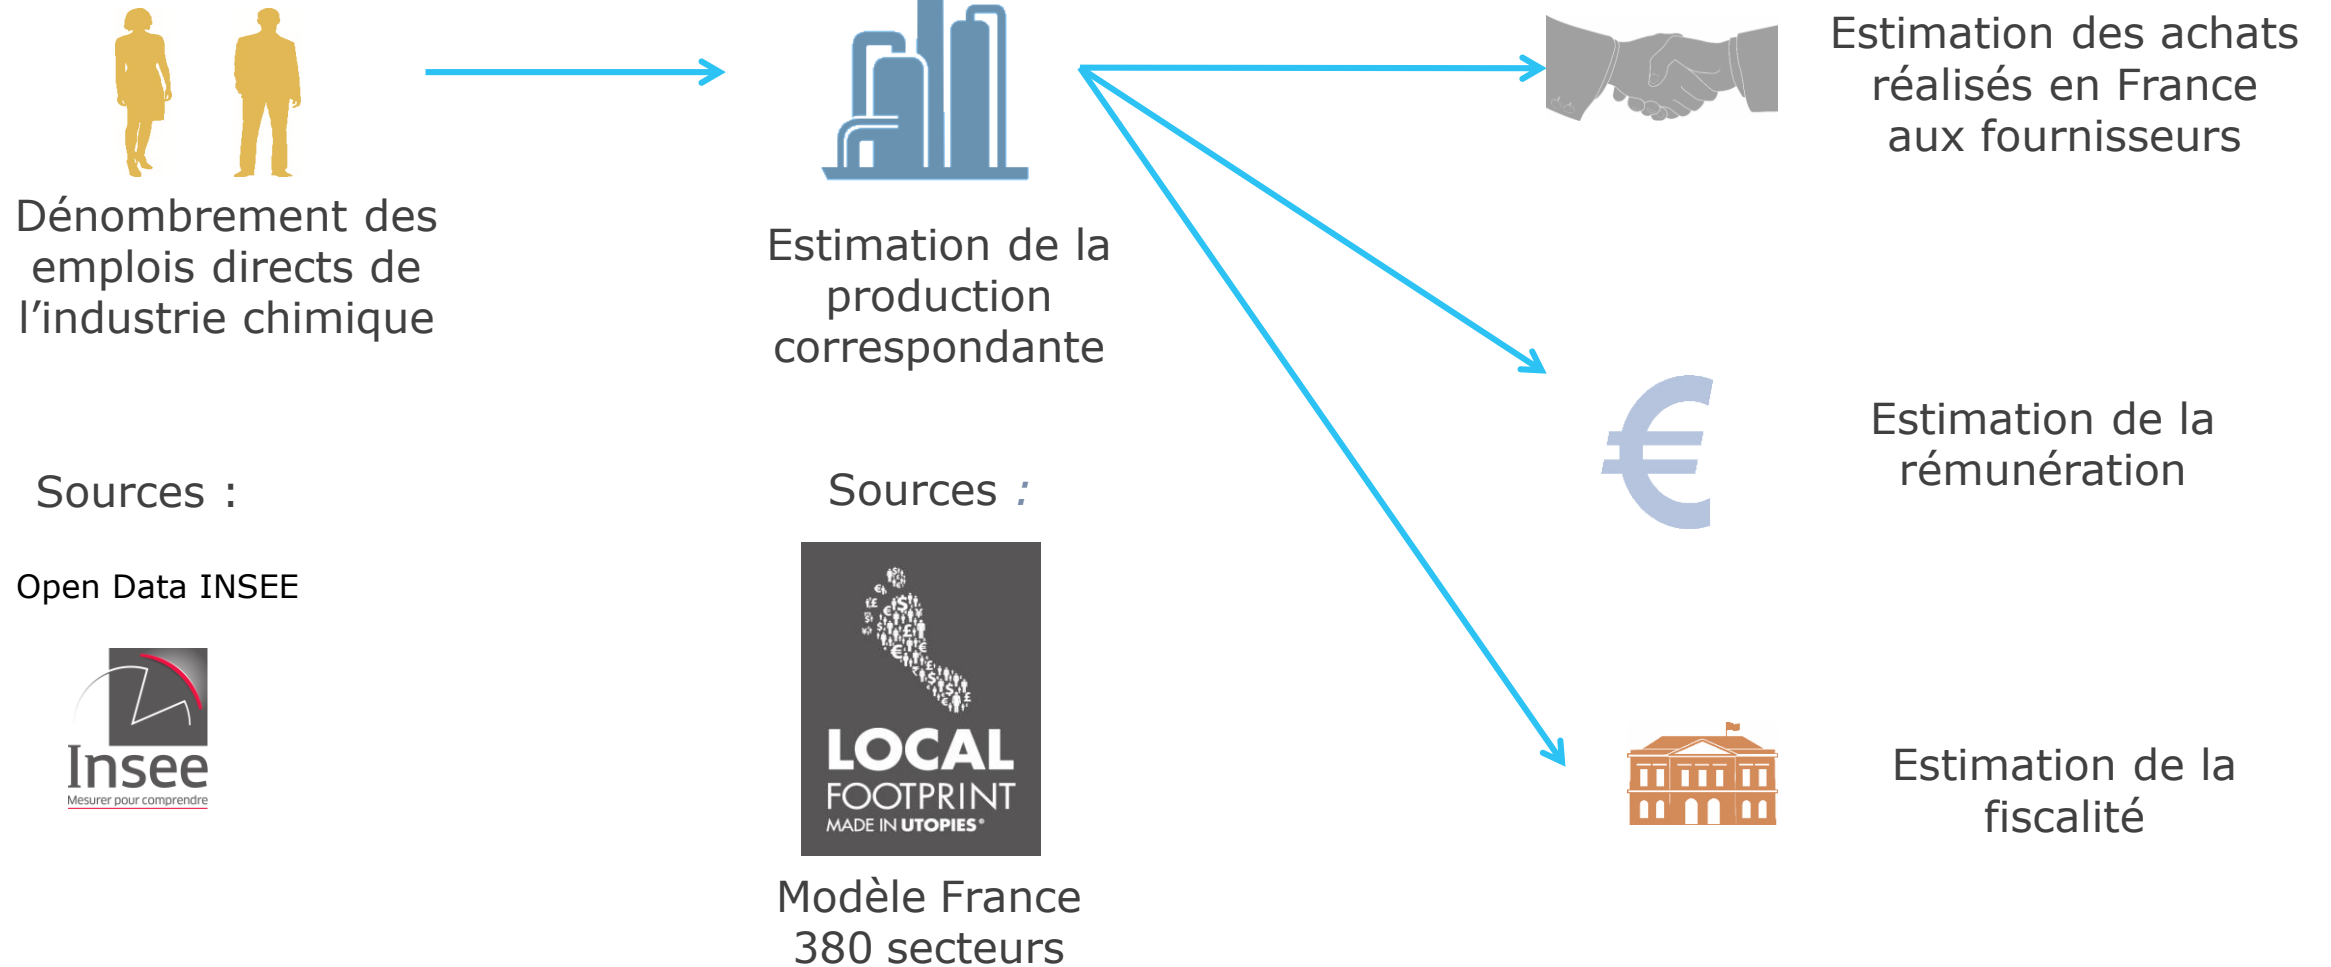 Dénombrement des
emplois directs de
l’industrie chimique
Sources :
Open Data INSEE
Insee
Mesurer pour comprendre
Estimation de la
production
correspondante
Sources :
LOCAL
FOOTPRINT
MADE IN UTOPIES®
Modèle France
380 secteurs
Estimation des achats
réalisés en France
aux fournisseurs
€
Estimation de la
rémunération
Estimation de la
fiscalité